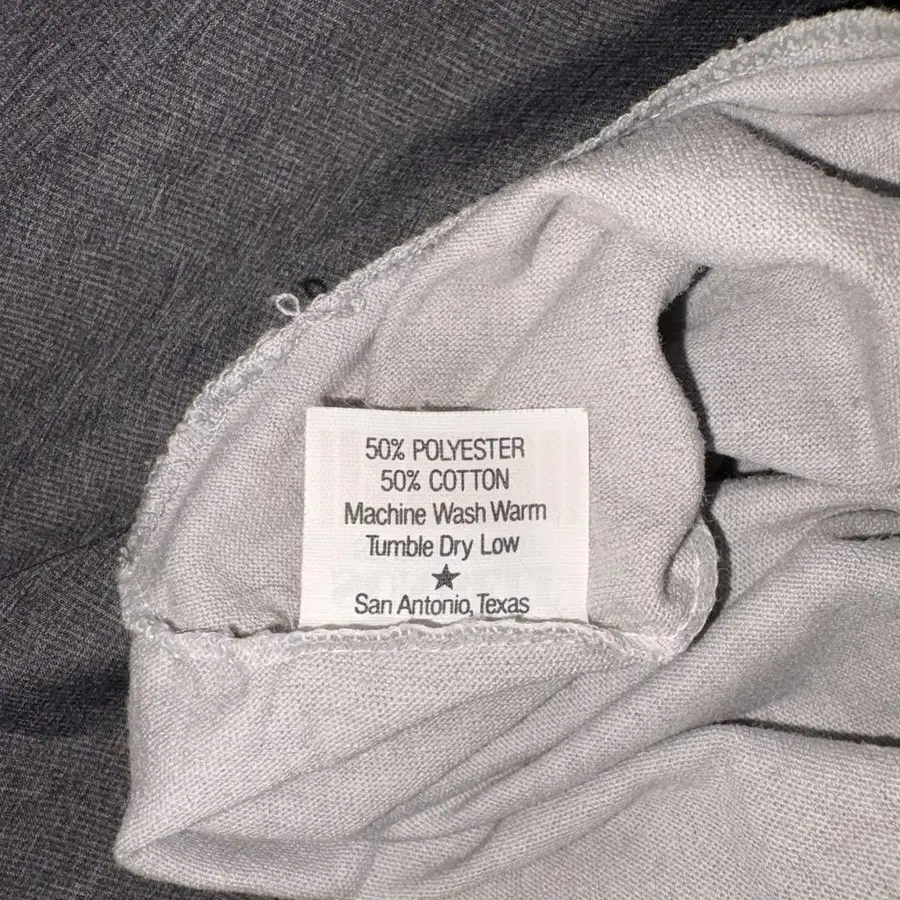 50% POLYESTER
50% COTTON
Machine Wash Warm
Tumble Dry Low
★
San Antonio, Texas